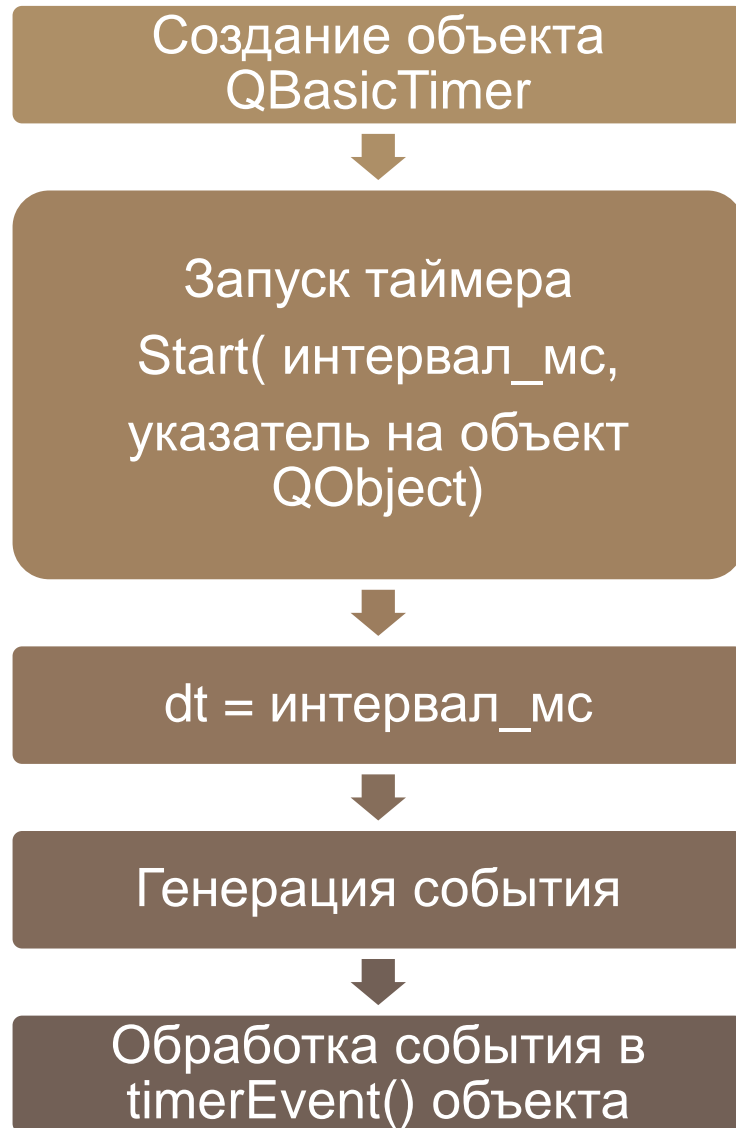 Создание объекта
QBasicTimer
Запуск таймера
Start( интервал_мс,
указатель на объект
QObject)
dt = интервал_мс
Генерация события
Обработка события в
timerEvent() объекта